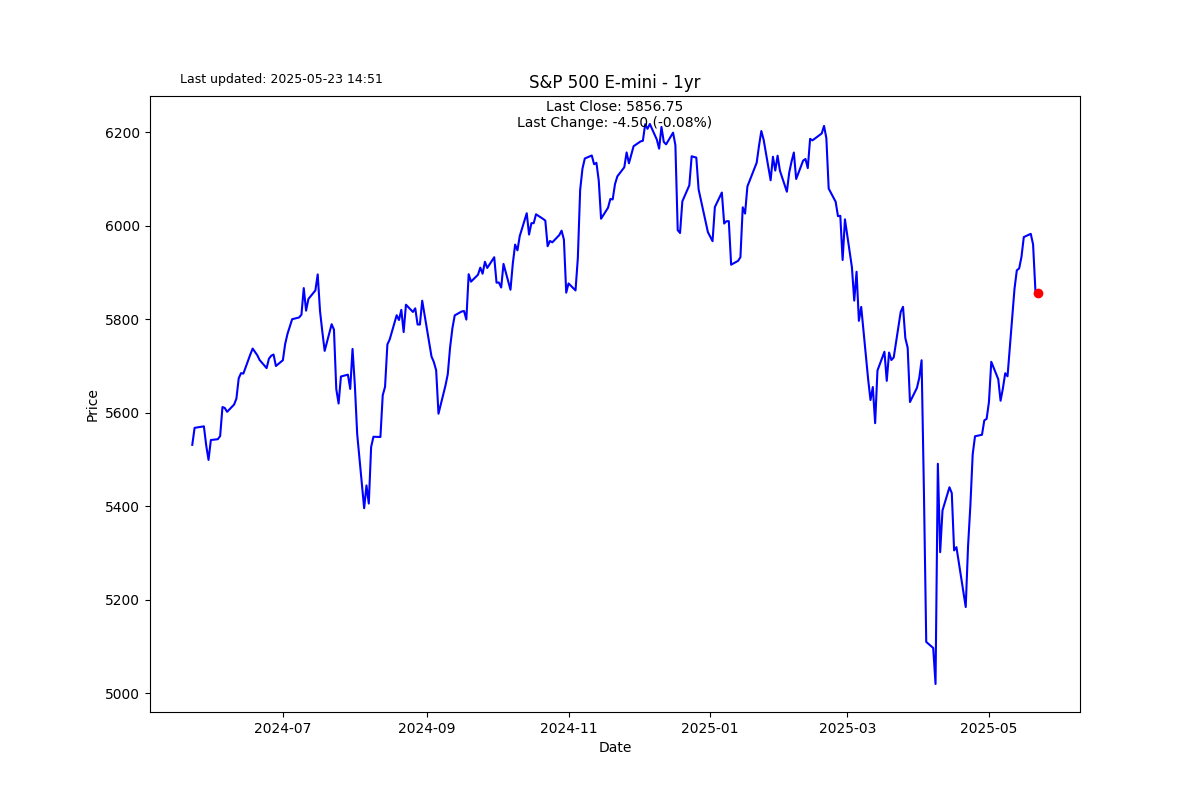 Last updated: 2025-05-23 14:51
S&P 500 E-mini - 1yr
Last Close: 5856.75
Last Change: -4.50 (-0.08%)
6200
6000
5800
5600
5400
5200
5000
Price
2024-07
2024-09
2024-11
2025-01
2025-03
2025-05
Date